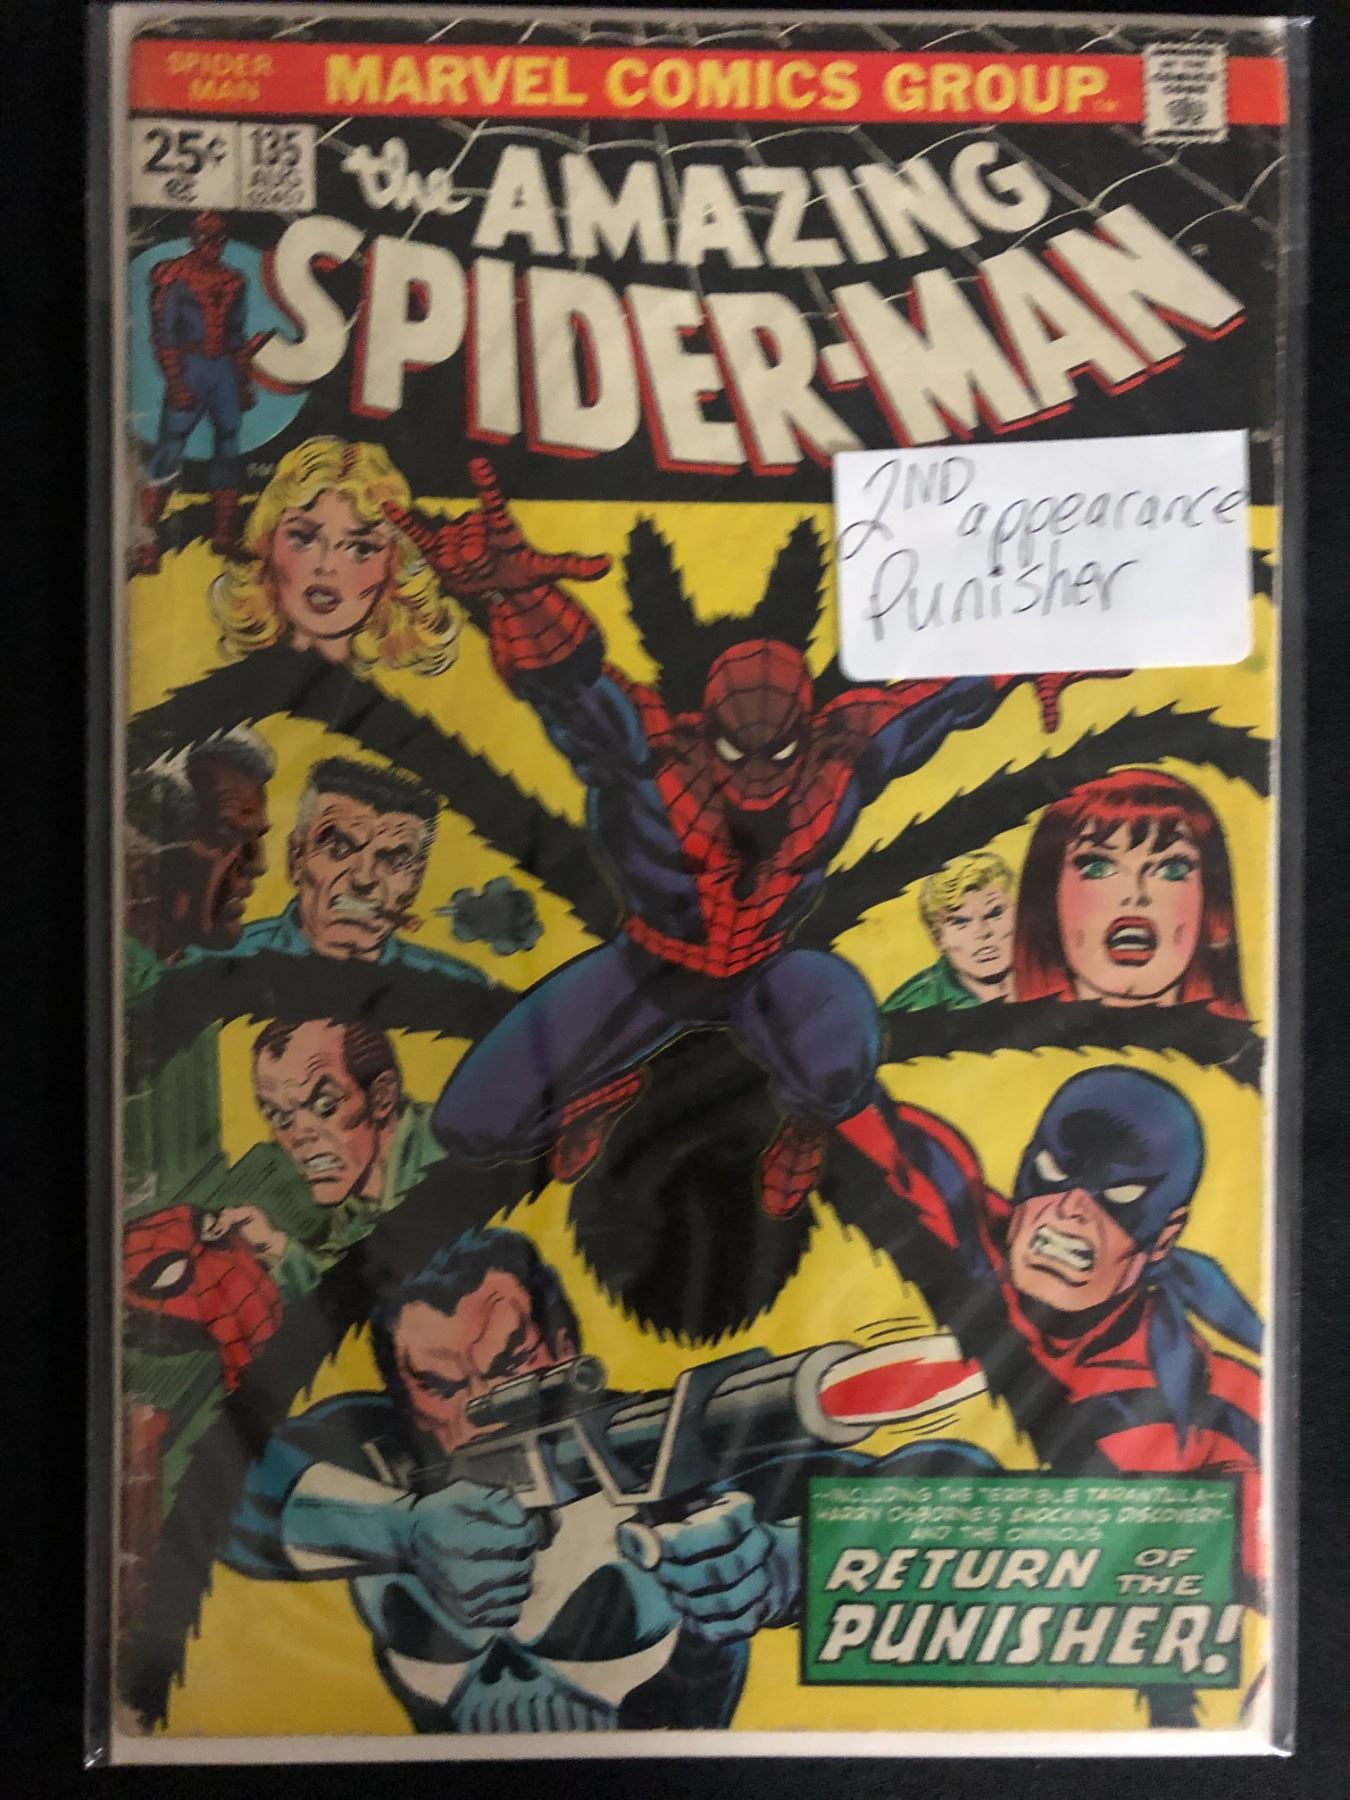 SPIDER
MAN
MARVEL COMICS GROUP™
25¢
135
AUG
the AMAZING
SPIDER-MAN
2ND
appearance
Punisher
—INCLUDING THE TERRIBLE TARANTULA—
HARRY OSBORNE'S SHOCKING DISCOVERY-
AND THE OMINOUS
RETURN OF
THE
PUNISHER!